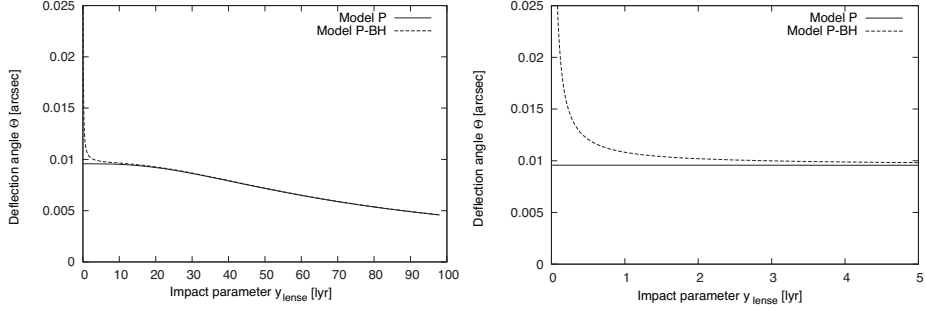 Model P
Model P-BH
Deflection angle Θ [arcsec]
0.025
0.02
0.015
0.01
0.005
0
0 10 20 30 40 50 60 70 80 90 100
Impact parameter y_lense [lyr]
Model P
Model P-BH
Deflection angle Θ [arcsec]
0.025
0.02
0.015
0.01
0.005
0
0 1 2 3 4 5
Impact parameter y_lense [lyr]